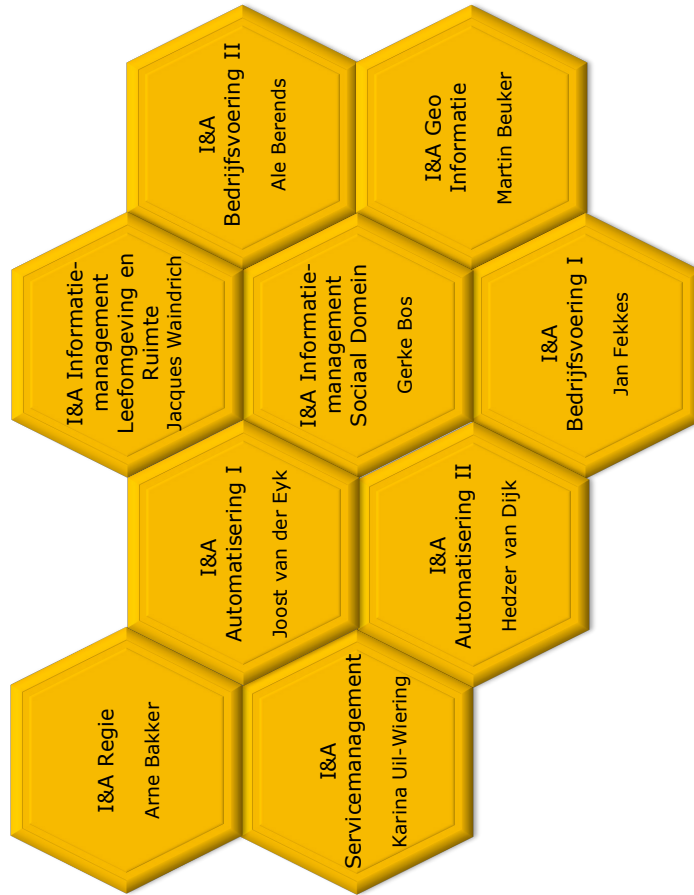 I&A Regie
Arne Bakker
I&A Informatie-
management
Leefomgeving en
Ruimte
Jacques Waindrich
I&A
Automatisering I
Joost van der Eyk
I&A
Bedrijfsvoering II
Ale Berends
I&A
Servicemanagement
Karina Uil-Wiering
I&A Informatie-
management
Sociaal Domein
Gerke Bos
I&A
Automatisering II
Hedzer van Dijk
I&A Geo
Informatie
Martin Beuker
I&A
Bedrijfsvoering I
Jan Fekkes